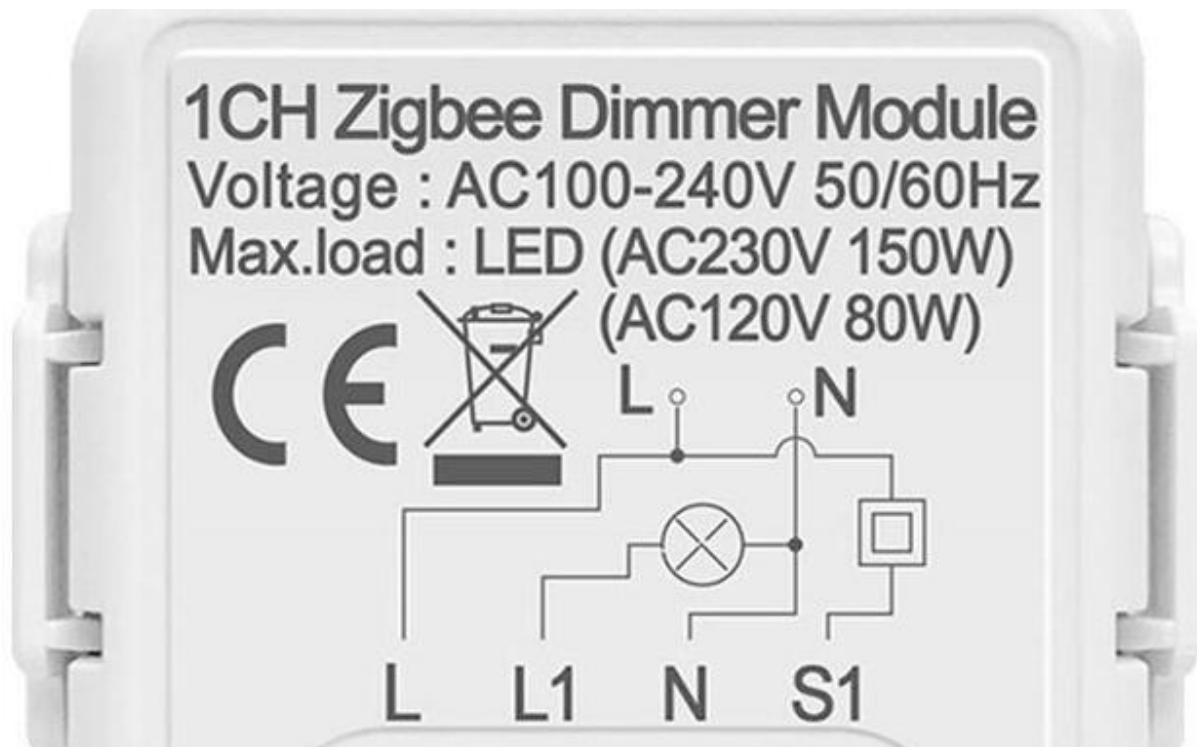 1CH Zigbee Dimmer Module
Voltage : AC100-240V 50/60Hz
Max.load : LED (AC230V 150W)
(AC120V 80W)
CE
L N
L L1 N S1